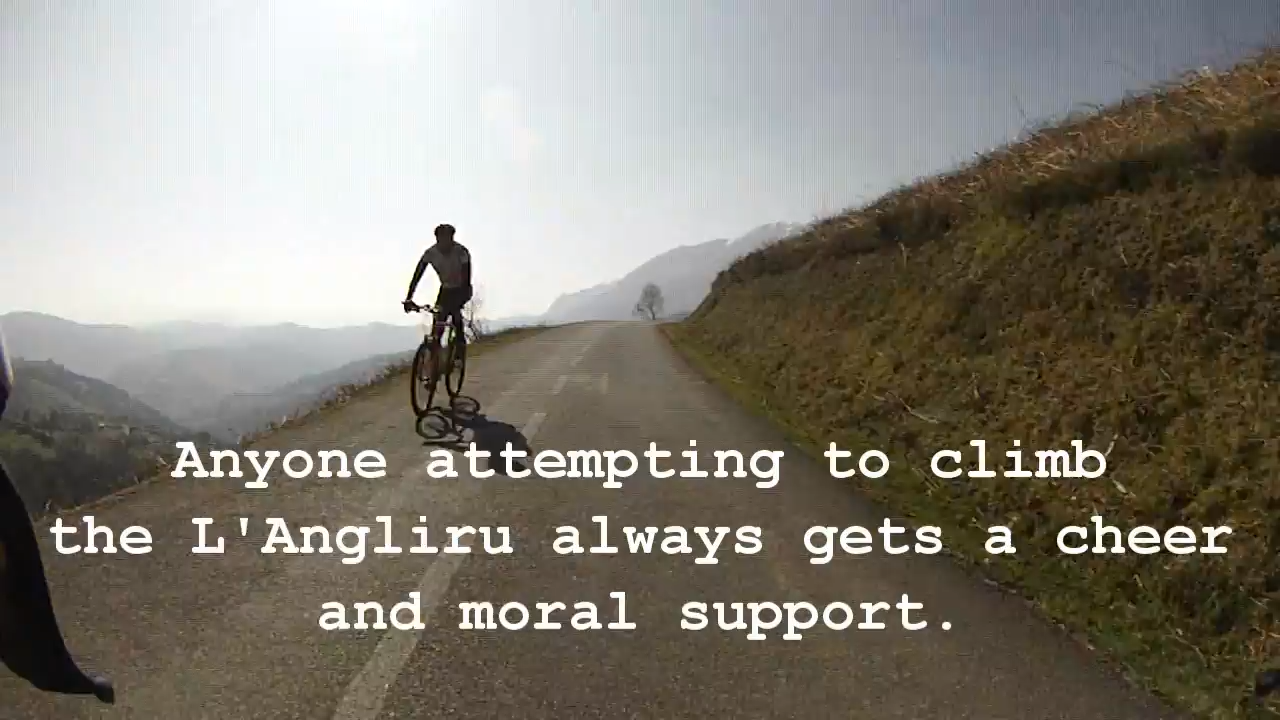 Anyone attempting to climb
the L'Angliru always gets a cheer
and moral support.